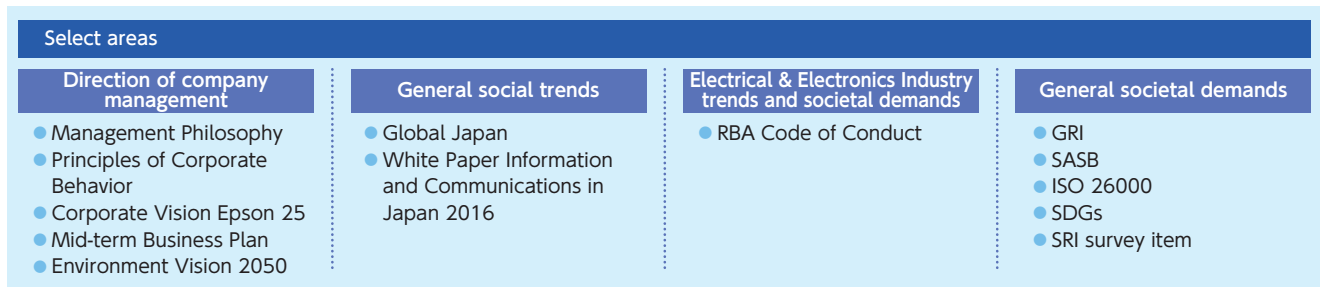 Select areas
Direction of company
management
● Management Philosophy
● Principles of Corporate
Behavior
● Corporate Vision Epson 25
● Mid-term Business Plan
● Environment Vision 2050
General social trends
● Global Japan
● White Paper Information
and Communications in
Japan 2016
Electrical & Electronics Industry
trends and societal demands
● RBA Code of Conduct
General societal demands
● GRI
● SASB
● ISO 26000
● SDGs
● SRI survey item